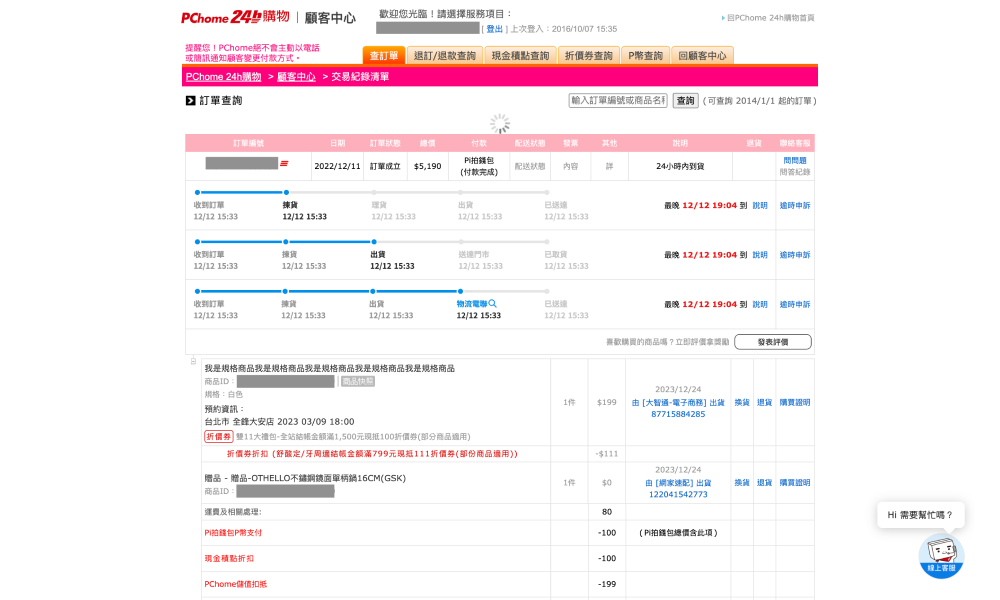 PChome 24h購物 | 顧客中心
歡迎您光臨！請選擇服務項目：
[ 登出 ] 上次登入：2016/10/07 15:35
回PChome 24h購物首頁
提醒您！PChome絕不會主動以電話
或簡訊通知顧客變更付款方式。
查訂單 退訂/退款查詢 現金積點查詢 折價券查詢 P幣查詢 回顧客中心
PChome 24h購物 > 顧客中心 > 交易紀錄清單
訂單查詢
輸入訂單編號或商品名稱 查詢 (可查詢 2014/1/1 起的訂單)
訂單編號 日期 訂單狀態 總價 付款 配送狀態 發票 其他 說明 退貨 聯絡客服
2022/12/11 訂單成立 $5,190 Pi拍錢包 (付款完成) 配送狀態 內容 詳 24小時內到貨 問問題 問答紀錄
收到訂單 揀貨 理貨 出貨 已送達
12/12 15:33 12/12 15:33 12/12 15:33 12/12 15:33 12/12 15:33
最晚 12/12 19:04 到 說明 逾時申訴
收到訂單 揀貨 出貨 送達門市 已取貨
12/12 15:33 12/12 15:33 12/12 15:33 12/12 15:33 12/12 15:33
最晚 12/12 19:04 到 說明 逾時申訴
收到訂單 揀貨 出貨 物流電聯 已送達
12/12 15:33 12/12 15:33 12/12 15:33 12/12 15:33 12/12 15:33
最晚 12/12 19:04 到 說明 逾時申訴
喜歡購買的商品嗎？立即評價拿獎勵 發表評價
我是規格商品我是規格商品我是規格商品我是規格商品我是規格商品
商品ID： 商品快照
規格：白色
預約資訊：
台北市 全鋒大安店 2023 03/09 18:00
折價券 雙11大禮包-全站結帳金額滿1,500元現抵100折價券(部分商品適用)
1件 $199
2023/12/24
由 [大智通-電子商務] 出貨
87715884285
換貨 退貨 購買證明
折價券折扣 (舒酸定/牙周適結帳金額滿799元現抵111折價券(部份商品適用)) -$111
贈品 - 贈品-OTHELLO不鏽鋼鏡面單柄鍋16CM(GSK)
商品ID：
1件 $0
2023/12/24
由 [網家速配] 出貨
122041542773
換貨 退貨 購買證明
運費及相關處理: 80
Pi拍錢包P幣支付 -100 (Pi拍錢包總價含此項)
現金積點折扣 -100
PChome儲值扣抵 -199
Hi 需要幫忙嗎？
線上客服